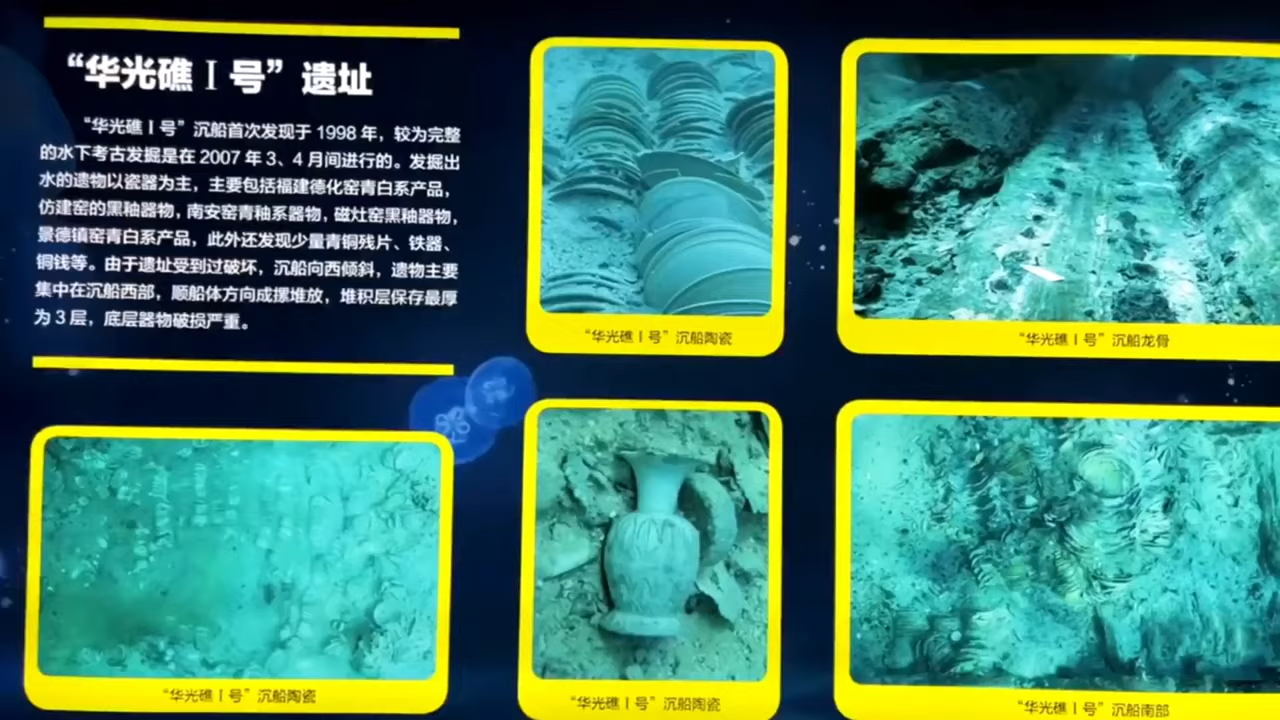 “华光礁Ⅰ号”遗址
“华光礁Ⅰ号”沉船首次发现于 1998 年，较为完整
的水下考古发掘是在 2007 年 3、4 月间进行的。发掘出
水的遗物以瓷器为主，主要包括福建德化窑青白系产品，
仿建窑的黑釉器物，南安窑青釉系器物，磁灶窑黑釉器物，
景德镇窑青白系产品，此外还发现少量青铜残片、铁器、
铜钱等。由于遗址受到过破坏，沉船向西倾斜，遗物主要
集中在沉船西部，顺船体方向成摞堆放，堆积层保存最厚
为 3 层，底层器物破损严重。
“华光礁Ⅰ号”沉船陶瓷
“华光礁Ⅰ号”沉船龙骨
“华光礁Ⅰ号”沉船陶瓷
“华光礁Ⅰ号”沉船陶瓷
“华光礁Ⅰ号”沉船南部